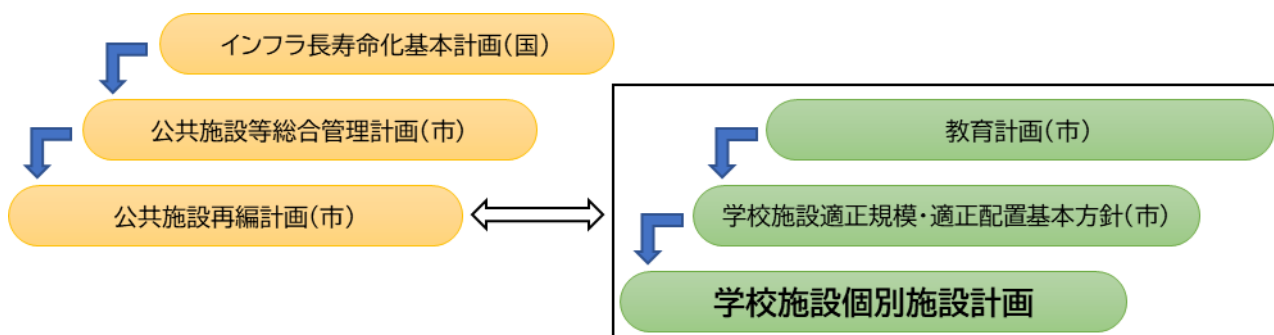 インフラ長寿命化基本計画(国)
公共施設等総合管理計画(市)
公共施設再編計画(市)
教育計画(市)
学校施設適正規模・適正配置基本方針(市)
学校施設個別施設計画